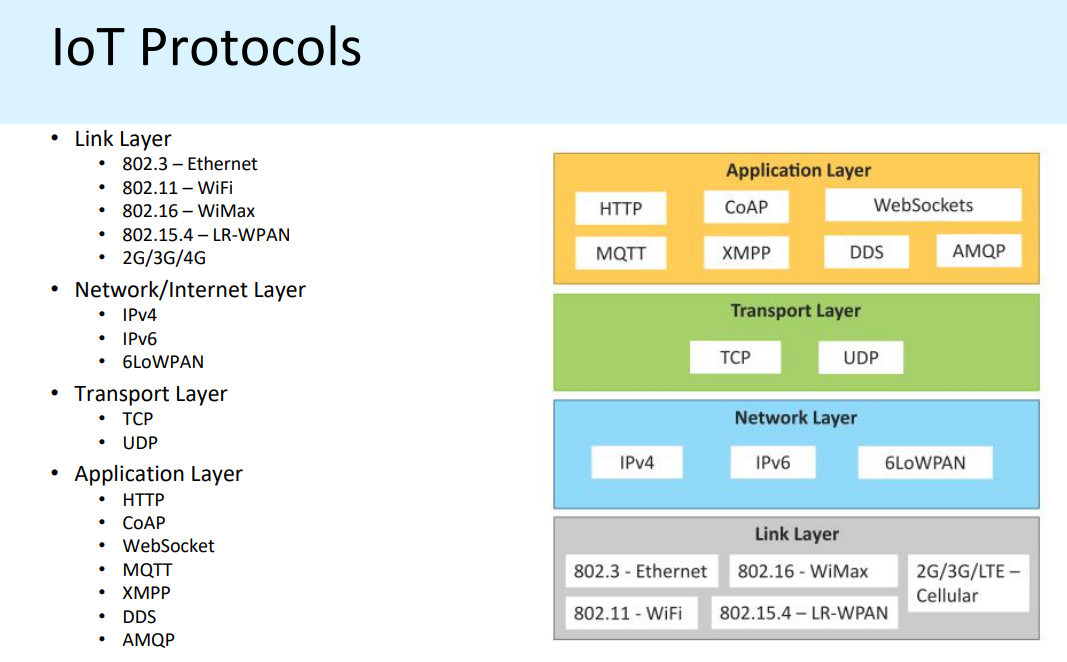 IoT Protocols
• Link Layer
• 802.3 – Ethernet
• 802.11 – WiFi
• 802.16 – WiMax
• 802.15.4 – LR-WPAN
• 2G/3G/4G
• Network/Internet Layer
• IPv4
• IPv6
• 6LoWPAN
• Transport Layer
• TCP
• UDP
• Application Layer
• HTTP
• CoAP
• WebSocket
• MQTT
• XMPP
• DDS
• AMQP
Application Layer
HTTP CoAP WebSockets
MQTT XMPP DDS AMQP
Transport Layer
TCP UDP
Network Layer
IPv4 IPv6 6LoWPAN
Link Layer
802.3 - Ethernet 802.16 - WiMax 2G/3G/LTE –
Cellular
802.11 - WiFi 802.15.4 – LR-WPAN